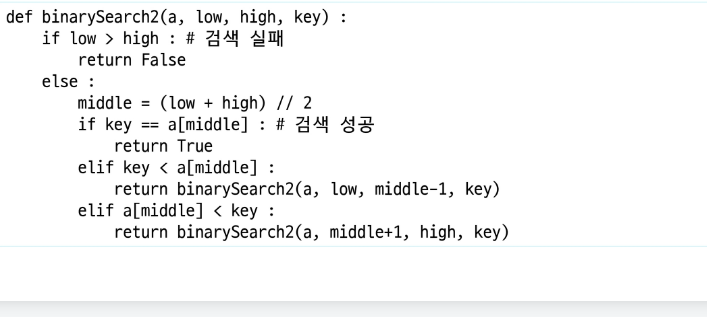 def binarySearch2(a, low, high, key) :
    if low > high : # 검색 실패
        return False
    else :
        middle = (low + high) // 2
        if key == a[middle] : # 검색 성공
            return True
        elif key < a[middle] :
            return binarySearch2(a, low, middle-1, key)
        elif a[middle] < key :
            return binarySearch2(a, middle+1, high, key)